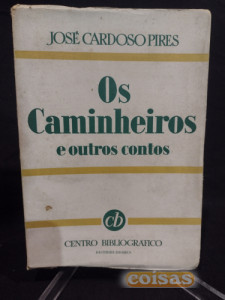 JOSÉ CARDOSO PIRES
Os
Caminheiros
e outros contos
cb
CENTRO BIBLIOGRÁFICO
coisas